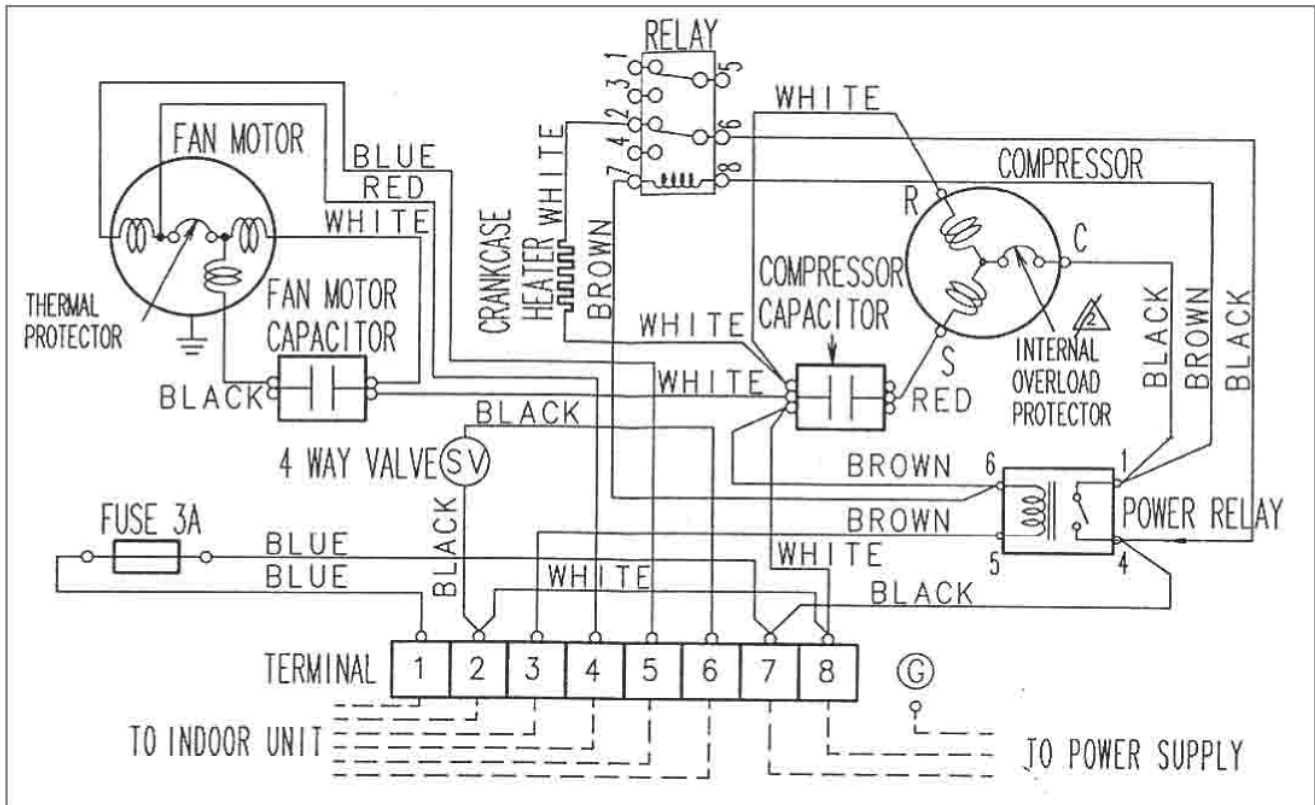 RELAY
1
5
3
2
6
4
7
8
WHITE
FAN MOTOR
BLUE
RED
WHITE
THERMAL
PROTECTOR
FAN MOTOR
CAPACITOR
BLACK
CRANKCASE
HEATER
WHITE
BROWN
COMPRESSOR
R
C
S
COMPRESSOR
CAPACITOR
2
INTERNAL
OVERLOAD
PROTECTOR
BLACK
BROWN
BLACK
WHITE
WHITE
RED
BLACK
4 WAY VALVE
SV
BROWN
6
1
BROWN
POWER RELAY
5
4
WHITE
BLACK
FUSE 3A
BLUE
BLUE
BLACK
WHITE
TERMINAL
1 2 3 4 5 6 7 8
G
TO INDOOR UNIT
TO POWER SUPPLY